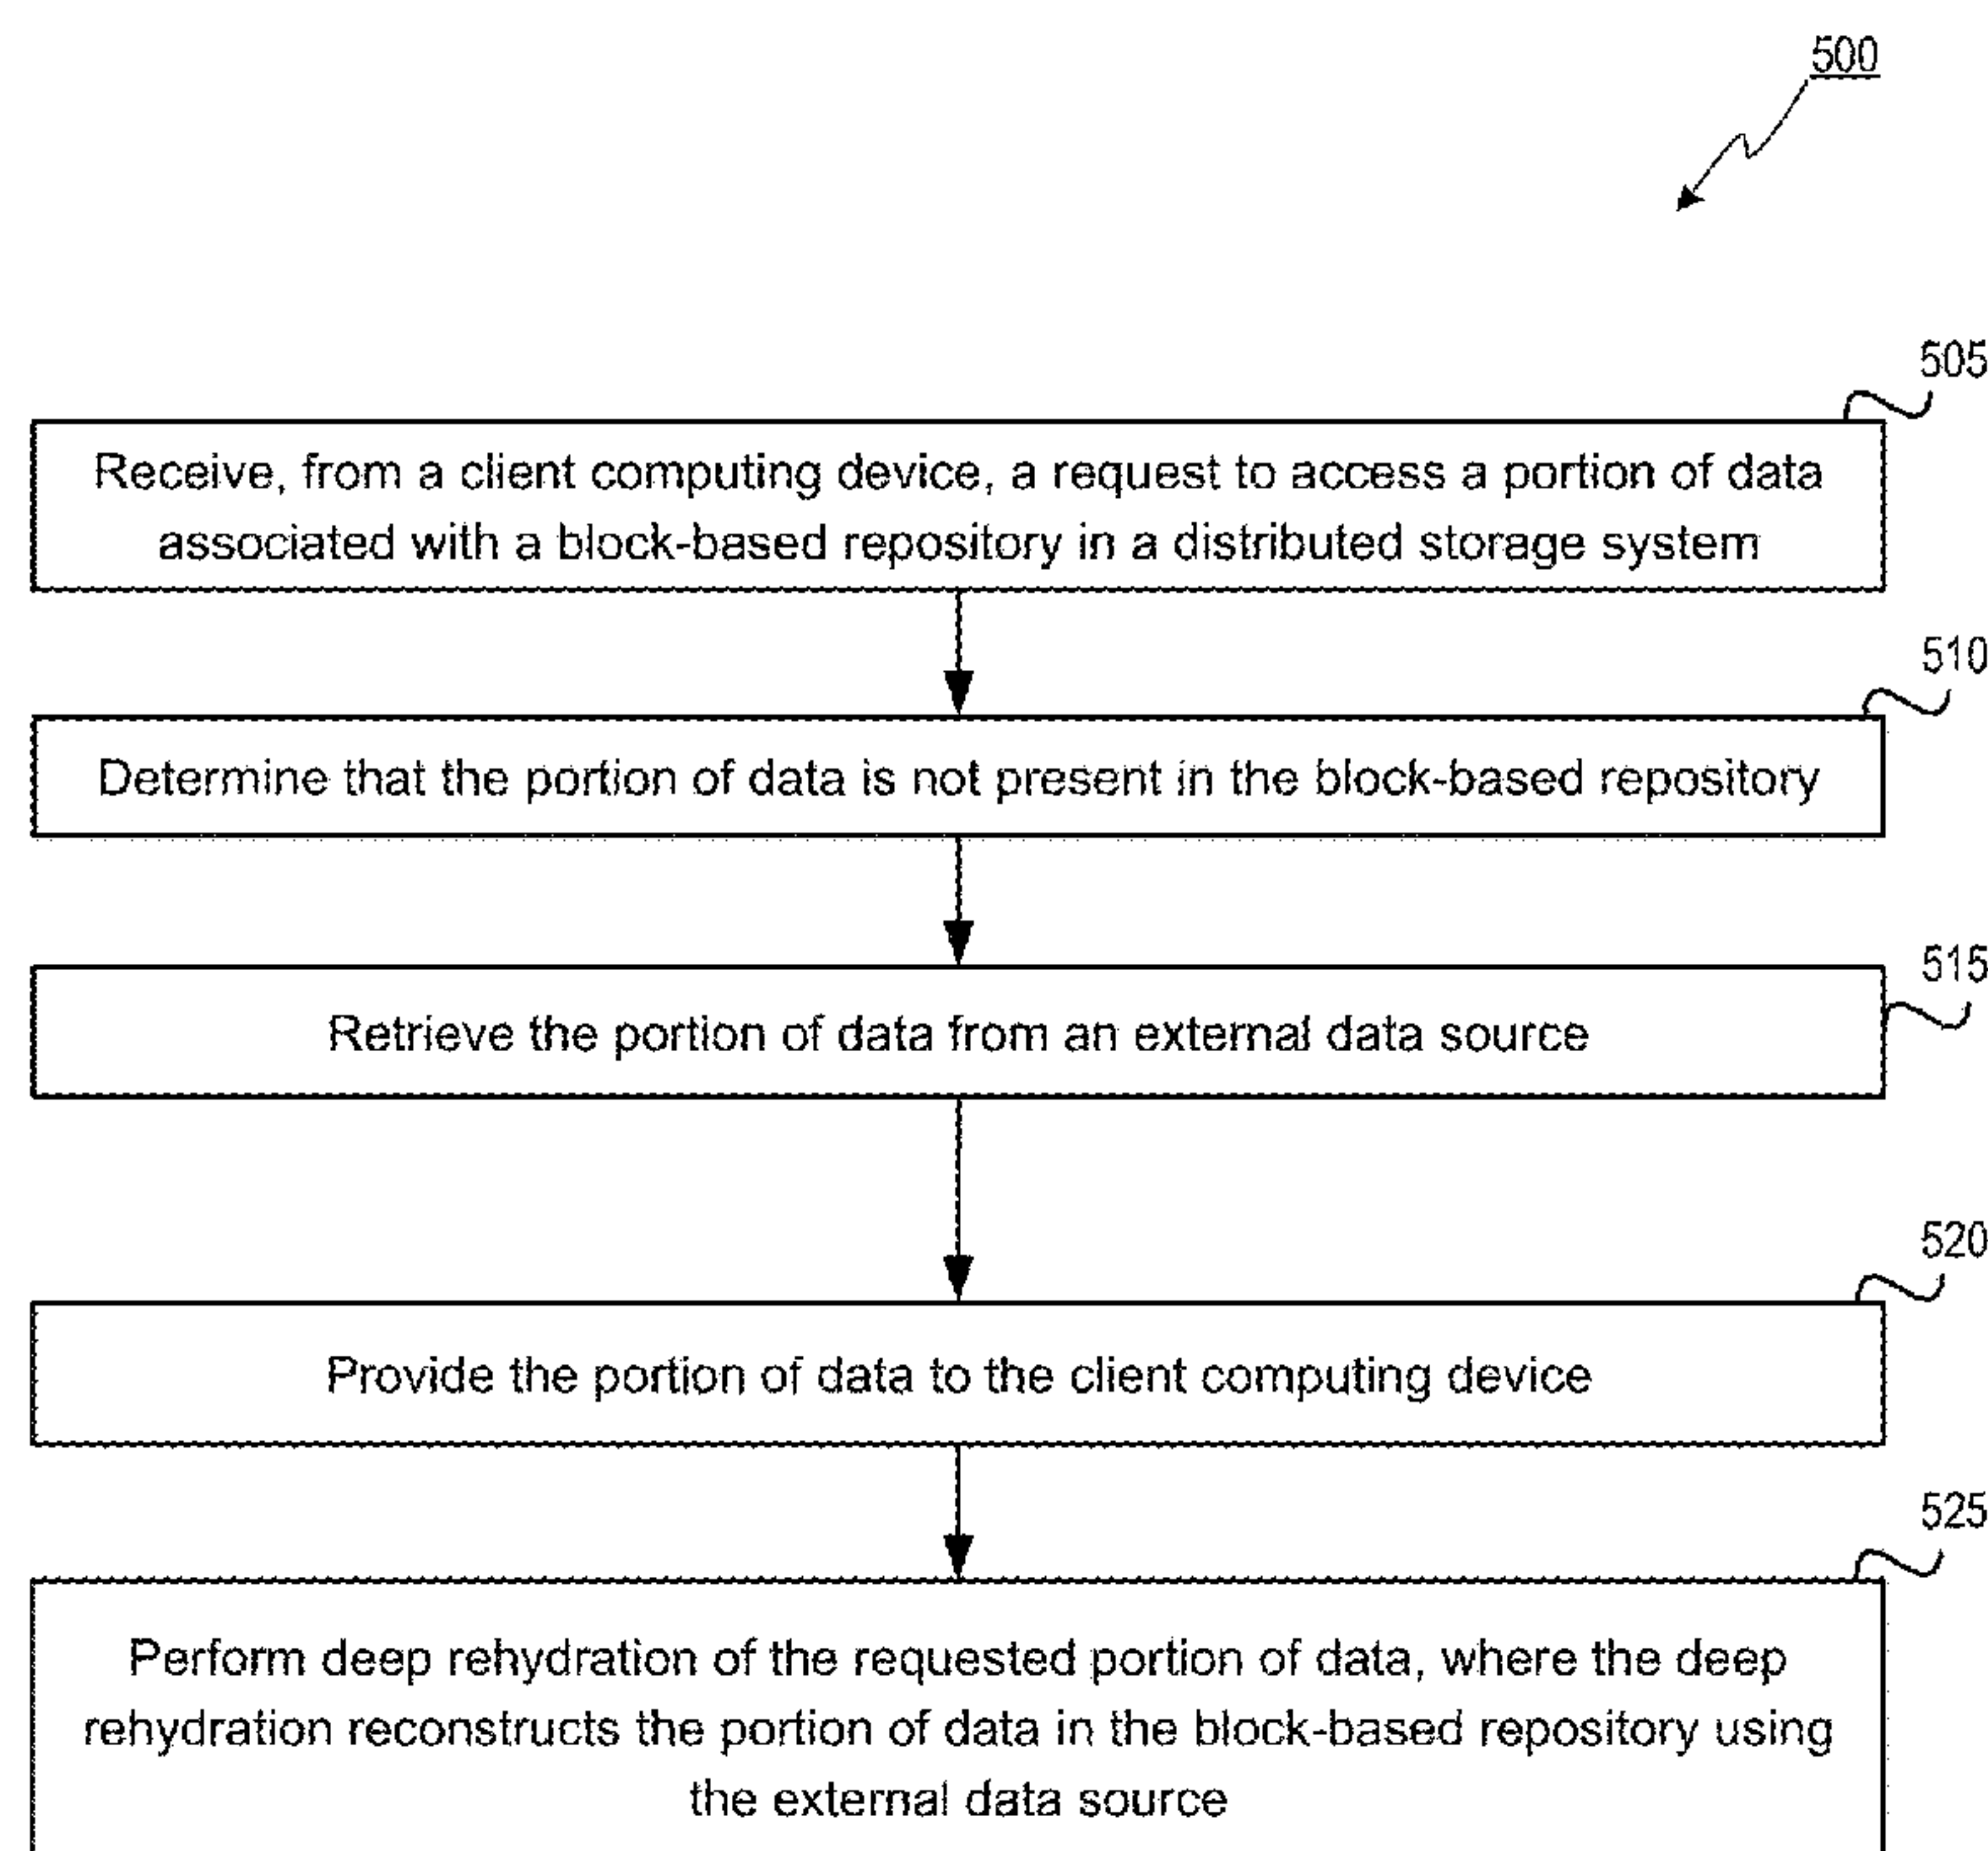 500
505
Receive, from a client computing device, a request to access a portion of data
associated with a block-based repository in a distributed storage system
510
Determine that the portion of data is not present in the block-based repository
515
Retrieve the portion of data from an external data source
520
Provide the portion of data to the client computing device
525
Perform deep rehydration of the requested portion of data, where the deep
rehydration reconstructs the portion of data in the block-based repository using
the external data source